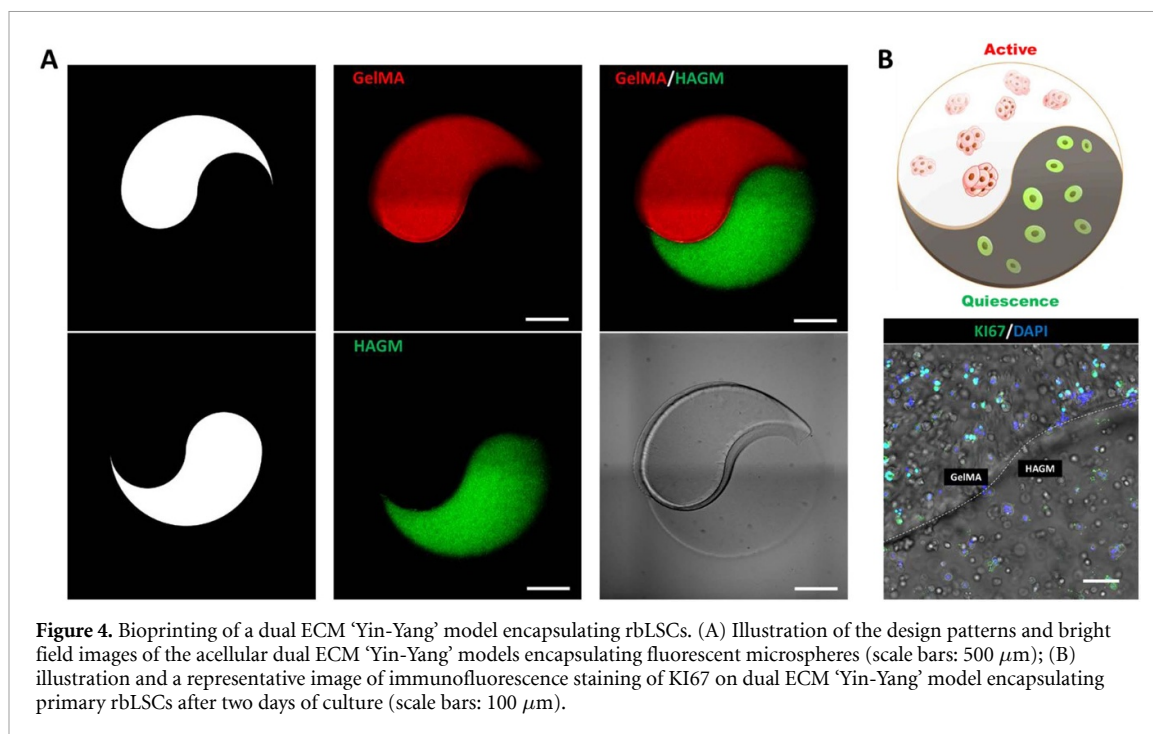 A
GelMA
GelMA/HAGM
HAGM
B
Active
Quiescence
KI67/DAPI
GelMA
HAGM
Figure 4. Bioprinting of a dual ECM ‘Yin-Yang’ model encapsulating rbLSCs. (A) Illustration of the design patterns and bright
field images of the acellular dual ECM ‘Yin-Yang’ models encapsulating fluorescent microspheres (scale bars: 500 μm); (B)
illustration and a representative image of immunofluorescence staining of KI67 on dual ECM ‘Yin-Yang’ model encapsulating
primary rbLSCs after two days of culture (scale bars: 100 μm).